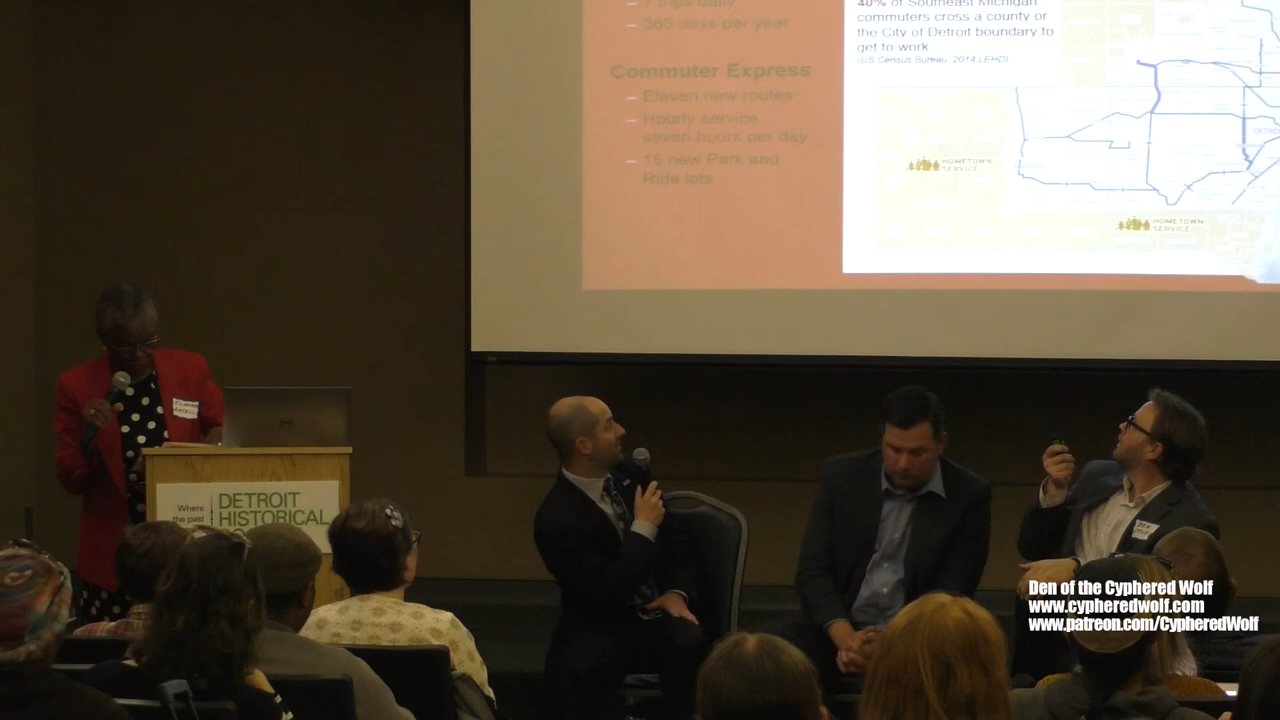 – 7 trips daily
– 365 days per year
Commuter Express
– Eleven new routes
– Hourly service,
seven hours per day
– 15 new Park and
Ride lots
40% of Southeast Michigan
commuters cross a county or
the City of Detroit boundary to
get to work
(US Census Bureau, 2014 LEHD)
HOMETOWN
SERVICE
HOMETOWN
SERVICE
Where
the past
DETROIT
HISTORICAL
Den of the Cyphered Wolf
www.cypheredwolf.com
www.patreon.com/CypheredWolf